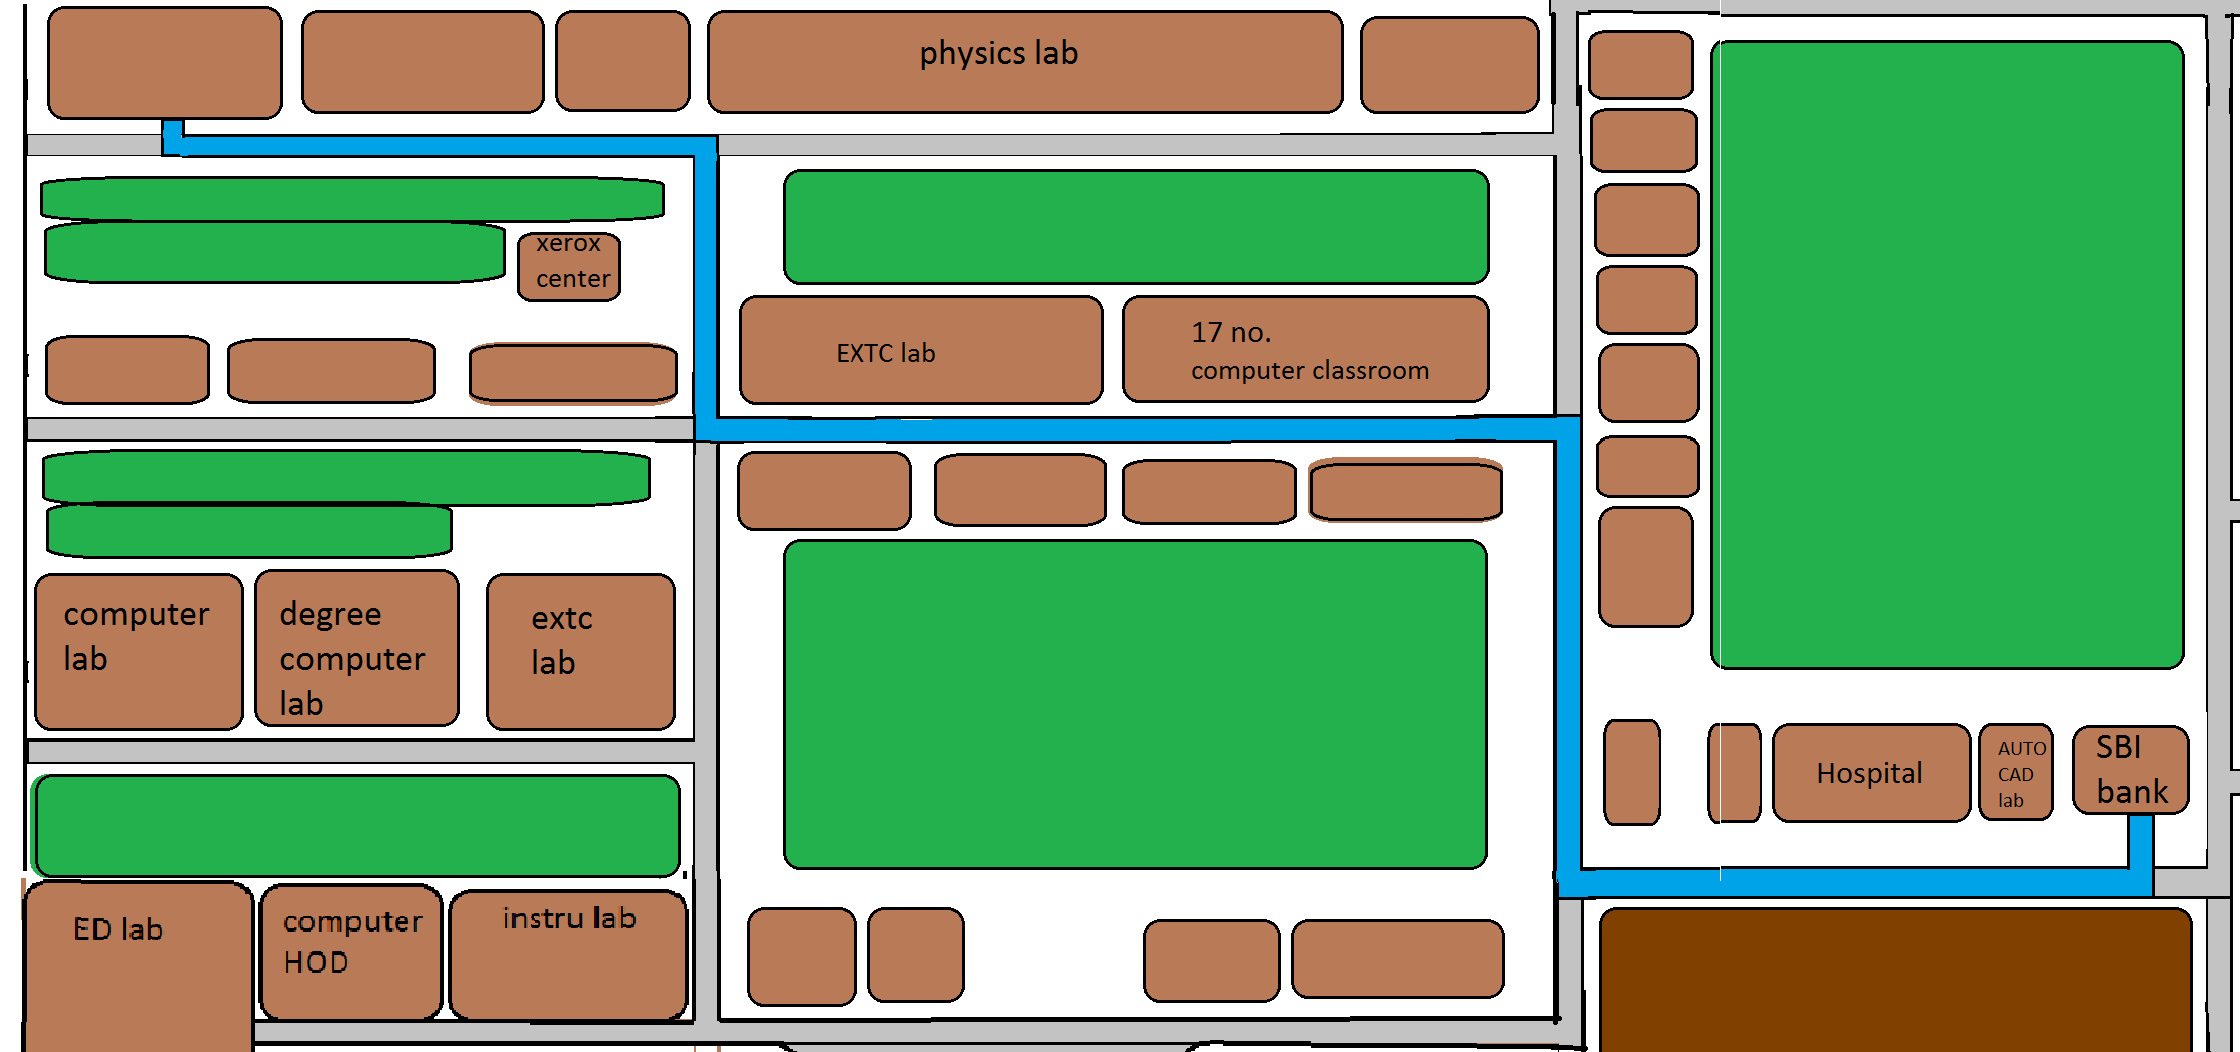 physics lab
xerox
center
EXTC lab
17 no.
computer classroom
computer
lab
degree
computer
lab
extc
lab
Hospital
AUTO
CAD
lab
SBI
bank
ED lab
computer
HOD
instru lab